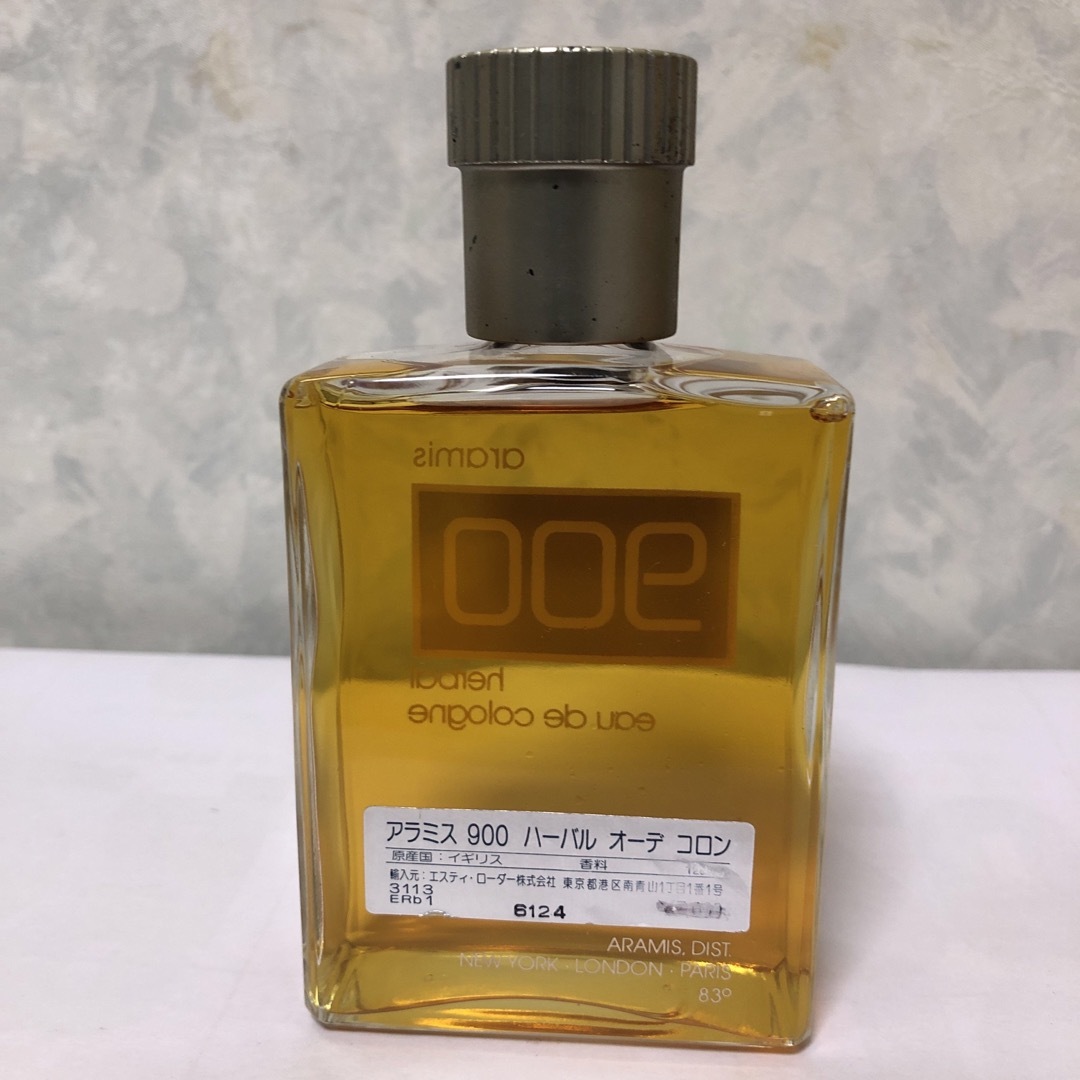 aramis
900
herbal
eau de cologne
アラミス 900 ハーバル オーデ コロン
原産国:イギリス 香料
輸入元:エスティ・ローダー株式会社 東京都港区南青山1丁目1番1号
3113
ERb1 6124
ARAMIS, DIST.
NEW YORK · LONDON · PARIS
83°